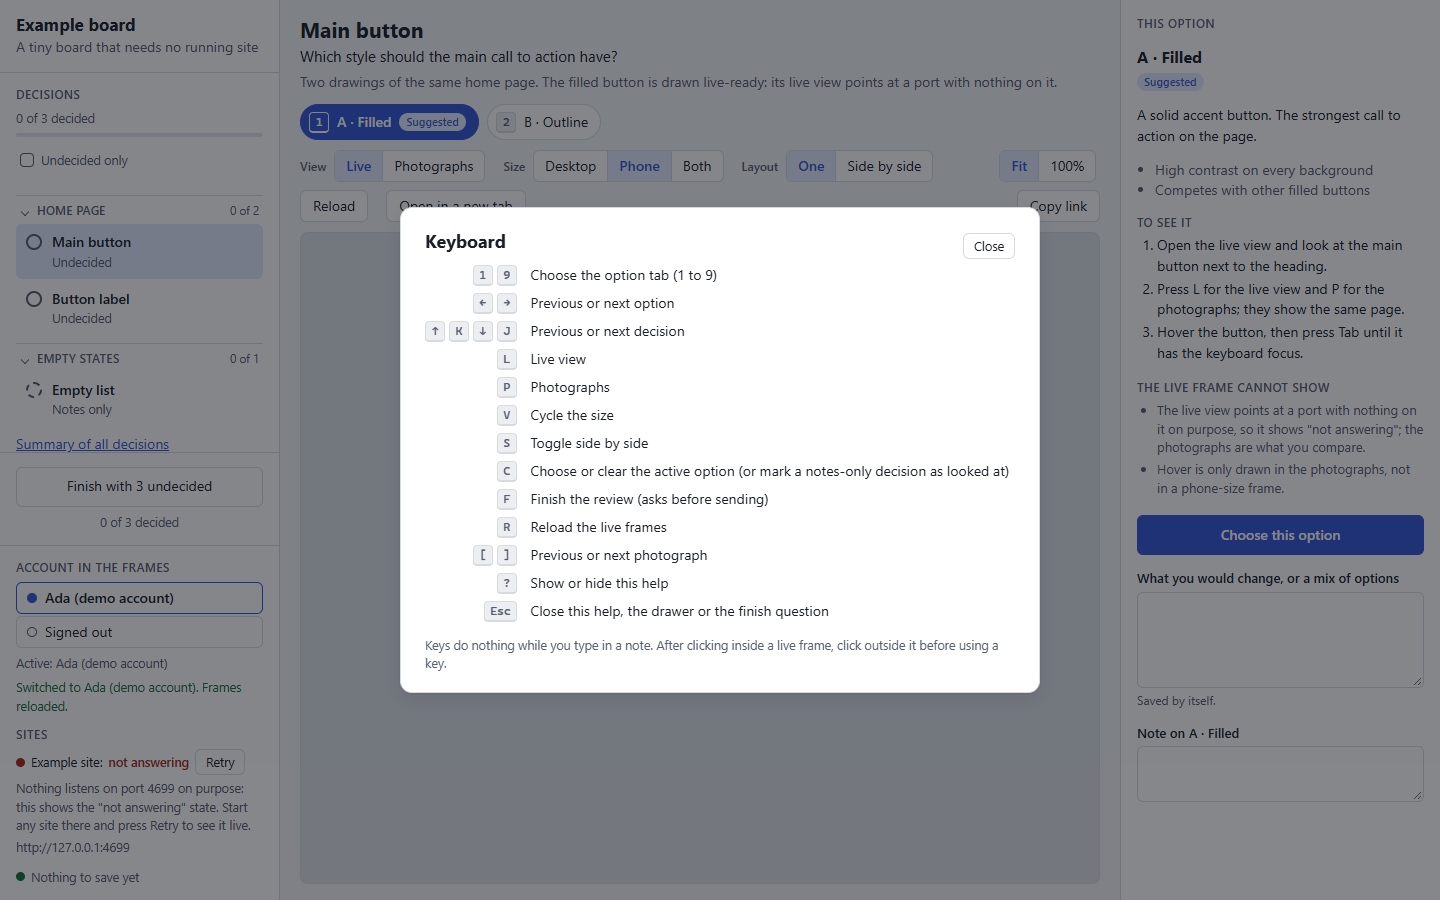 Example board
A tiny board that needs no running site
DECISIONS
0 of 3 decided
Undecided only
HOME PAGE 0 of 2
Main button
Undecided
Button label
Undecided
EMPTY STATES 0 of 1
Empty list
Notes only
Summary of all decisions
Finish with 3 undecided
0 of 3 decided
ACCOUNT IN THE FRAMES
Ada (demo account)
Signed out
Active: Ada (demo account)
Switched to Ada (demo account). Frames
reloaded.
SITES
Example site: not answering Retry
Nothing listens on port 4699 on purpose:
this shows the "not answering" state. Start
any site there and press Retry to see it live.
http://127.0.0.1:4699
Nothing to save yet
Main button
Which style should the main call to action have?
Two drawings of the same home page. The filled button is drawn live-ready: its live view points at a port with nothing on it.
1 A · Filled Suggested 2 B · Outline
View Live Photographs Size Desktop Phone Both Layout One Side by side Fit 100%
Reload Open in a new tab Copy link
Keyboard
Close
1 9 Choose the option tab (1 to 9)
← → Previous or next option
↑ K ↓ J Previous or next decision
L Live view
P Photographs
V Cycle the size
S Toggle side by side
C Choose or clear the active option (or mark a notes-only decision as looked at)
F Finish the review (asks before sending)
R Reload the live frames
[ ] Previous or next photograph
? Show or hide this help
Esc Close this help, the drawer or the finish question
Keys do nothing while you type in a note. After clicking inside a live frame, click outside it before using a
key.
THIS OPTION
A · Filled
Suggested
A solid accent button. The strongest call to
action on the page.
• High contrast on every background
• Competes with other filled buttons
TO SEE IT
1. Open the live view and look at the main
button next to the heading.
2. Press L for the live view and P for the
photographs; they show the same page.
3. Hover the button, then press Tab until it
has the keyboard focus.
THE LIVE FRAME CANNOT SHOW
• The live view points at a port with nothing on
it on purpose, so it shows "not answering"; the
photographs are what you compare.
• Hover is only drawn in the photographs, not
in a phone-size frame.
Choose this option
What you would change, or a mix of options
Saved by itself.
Note on A · Filled